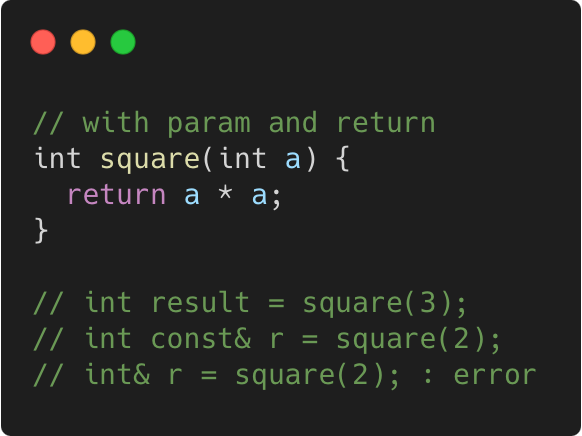 // with param and return
int square(int a) {
  return a * a;
}
// int result = square(3);
// int const& r = square(2);
// int& r = square(2); : error